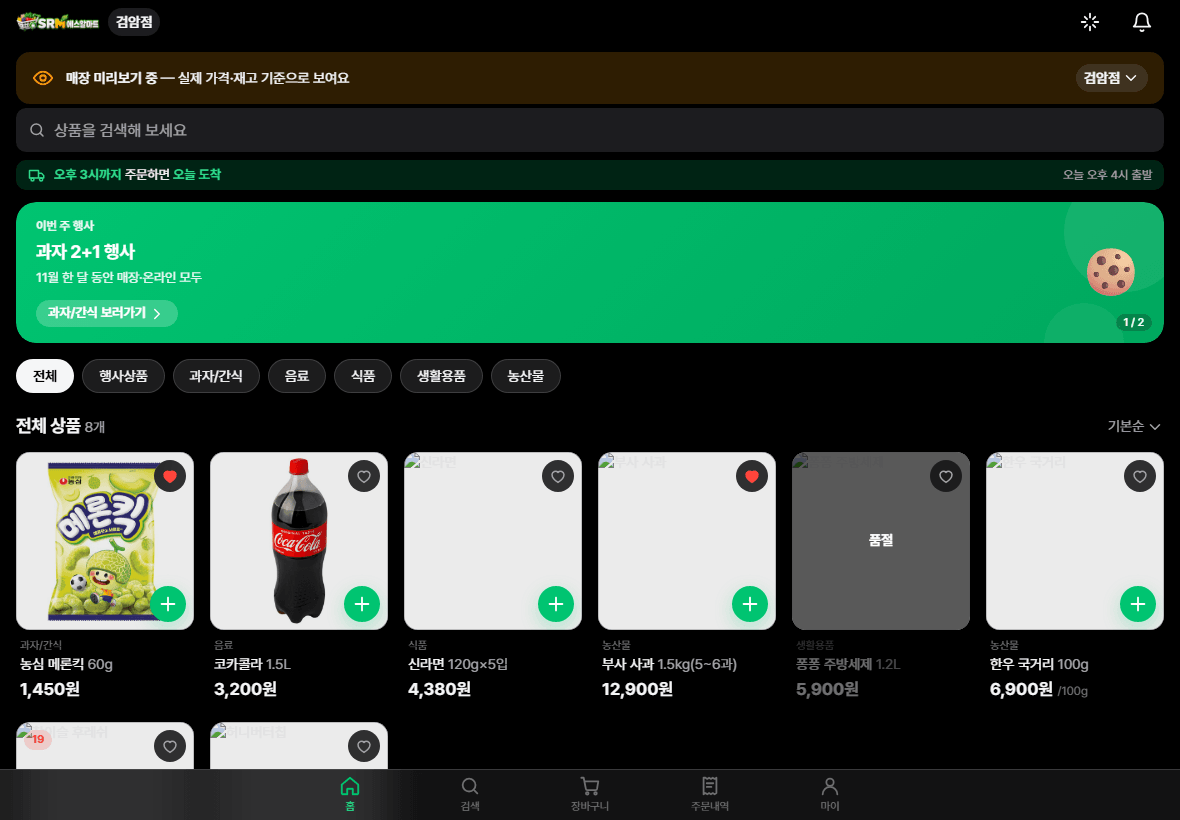 SRM에스알마트 검암점
매장 미리보기 중 — 실제 가격·재고 기준으로 보여요
검암점
상품을 검색해 보세요
오후 3시까지 주문하면 오늘 도착
오늘 오후 4시 출발
이번 주 행사
과자 2+1 행사
11월 한 달 동안 매장·온라인 모두
과자/간식 보러가기
1 / 2
전체 행사상품 과자/간식 음료 식품 생활용품 농산물
전체 상품 8개
기본순
농심
메론킥
Coca-Cola
신라면
부사 사과
품절
한우 국거리
과자/간식
농심 메론킥 60g
1,450원
음료
코카콜라 1.5L
3,200원
식품
신라면 120g×5입
4,380원
농산물
부사 사과 1.5kg(5~6과)
12,900원
생활용품
퐁퐁 주방세제 1.2L
5,900원
농산물
한우 국거리 100g
6,900원 /100g
19
허니버터칩
홈 검색 장바구니 주문내역 마이